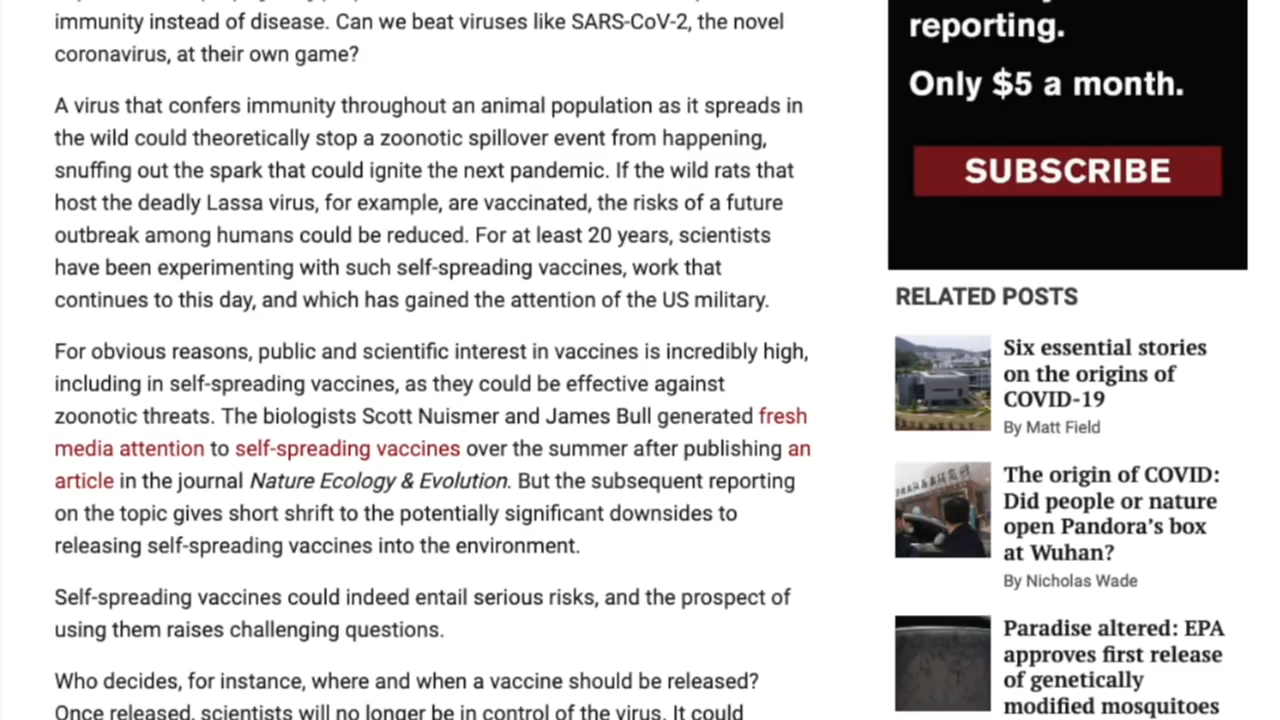 immunity instead of disease. Can we beat viruses like SARS-CoV-2, the novel
coronavirus, at their own game?
A virus that confers immunity throughout an animal population as it spreads in
the wild could theoretically stop a zoonotic spillover event from happening,
snuffing out the spark that could ignite the next pandemic. If the wild rats that
host the deadly Lassa virus, for example, are vaccinated, the risks of a future
outbreak among humans could be reduced. For at least 20 years, scientists
have been experimenting with such self-spreading vaccines, work that
continues to this day, and which has gained the attention of the US military.
For obvious reasons, public and scientific interest in vaccines is incredibly high,
including in self-spreading vaccines, as they could be effective against
zoonotic threats. The biologists Scott Nuismer and James Bull generated fresh
media attention to self-spreading vaccines over the summer after publishing an
article in the journal Nature Ecology & Evolution. But the subsequent reporting
on the topic gives short shrift to the potentially significant downsides to
releasing self-spreading vaccines into the environment.
Self-spreading vaccines could indeed entail serious risks, and the prospect of
using them raises challenging questions.
Who decides, for instance, where and when a vaccine should be released?
Once released, scientists will no longer be in control of the virus. It could
reporting.
Only $5 a month.
SUBSCRIBE
RELATED POSTS
Six essential stories
on the origins of
COVID-19
By Matt Field
The origin of COVID:
Did people or nature
open Pandora's box
at Wuhan?
By Nicholas Wade
Paradise altered: EPA
approves first release
of genetically
modified mosquitoes